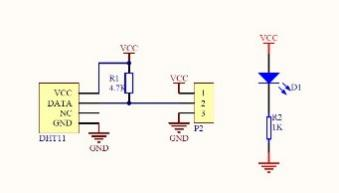 VCC
VCC
R1
4.7K
VCC
D1
VCC
DATA
NC
GND
1
2
3
R2
1K
DHT11
GND
GND
P2